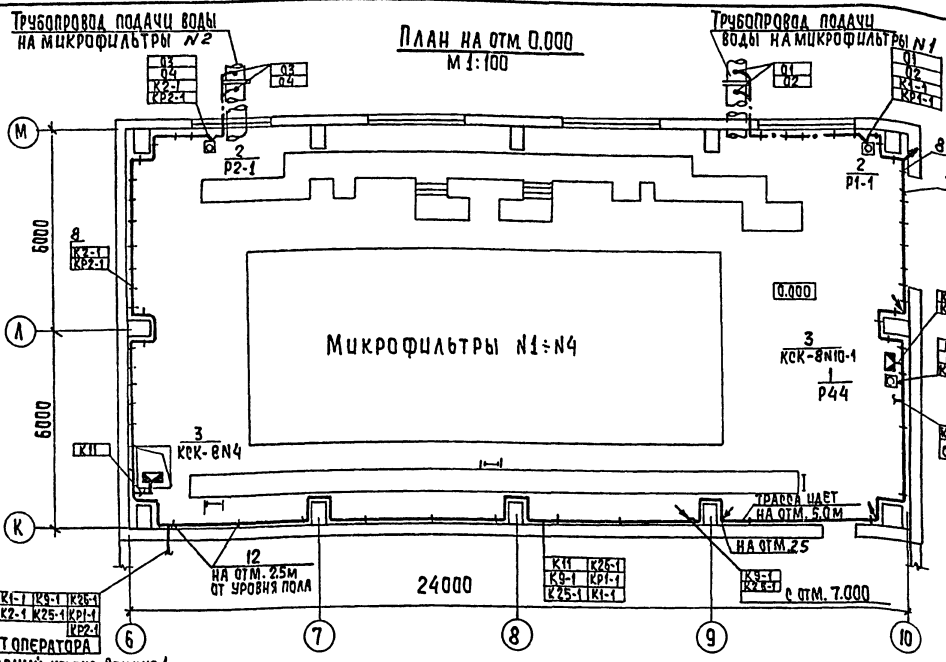 ТРУБОПРОВОД ПОДАЧИ ВОДЫ
НА МИКРОФИЛЬТРЫ N2
ПЛАН НА ОТМ. 0.000
М 1:100
ТРУБОПРОВОД ПОДАЧИ
ВОДЫ НА МИКРОФИЛЬТРЫ N1
03
04
К2-1
КР2-1
03
04
01
02
01
02
К1-1
КР1-1
М
2
Р2-1
2
Р1-1
8
6000
8
К2-1
КР2-1
0.000
Л
МИКРОФИЛЬТРЫ N1÷N4
3
КСК-8N10-1
1
Р44
6000
К11
3
КСК-8N4
ТРАССА ИДЕТ
НА ОТМ. 5.0М
К
НА ОТМ.25
12
НА ОТМ. 2.5М
ОТ УРОВНЯ ПОЛА
К11 К26-1
К9-1 КР1-1
К25-1 К1-1
К9-1
24000
С ОТМ. 7.000
К1-1 К9-1 К26-1
К2-1 К25-1 КР1-1
КР2-1
Т ОПЕРАТОРА
6
7
8
9
10